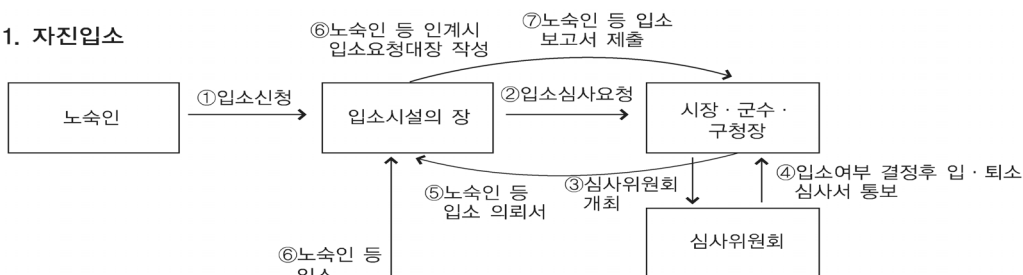 1. 자진입소
⑥노숙인 등 인계시
입소요청대장 작성
⑦노숙인 등 입소
보고서 제출
노숙인
①입소신청
입소시설의 장
②입소심사요청
시장·군수·
구청장
⑤노숙인 등
입소 의뢰서
③심사위원회
개최
④입소여부 결정후 입·퇴소
심사서 통보
심사위원회
⑥노숙인 등
입소